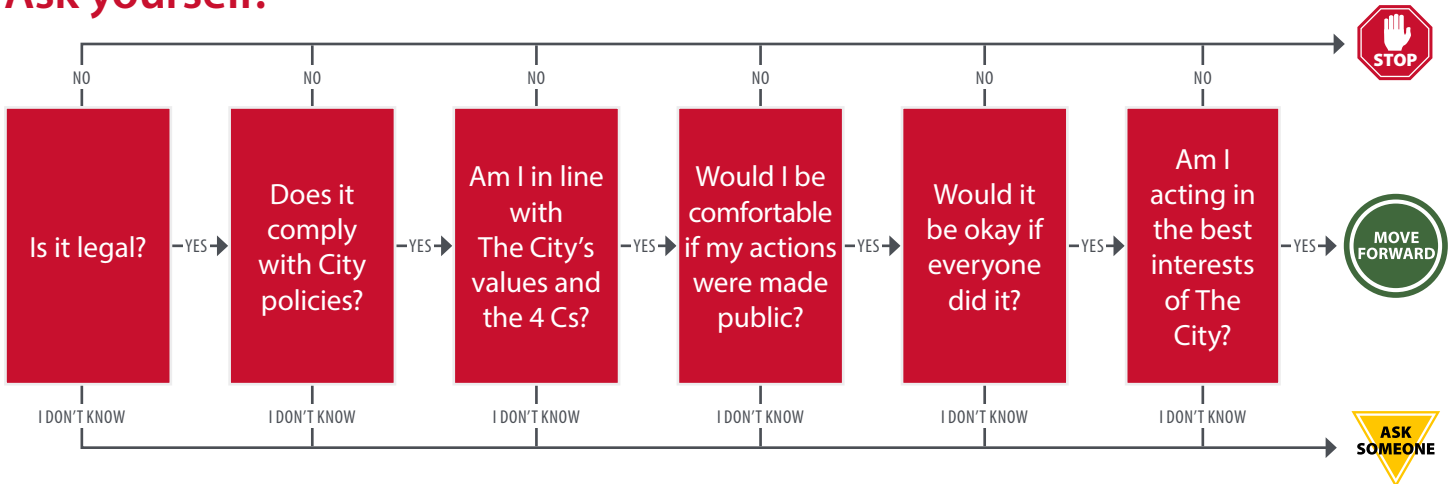 Ask yourself:
STOP
NO NO NO NO NO NO
Is it legal?
YES
Does it
comply
with City
policies?
YES
Am I in line
with
The City's
values and
the 4 Cs?
YES
Would I be
comfortable
if my actions
were made
public?
YES
Would it
be okay if
everyone
did it?
YES
Am I
acting in
the best
interests
of The
City?
YES
MOVE
FORWARD
I DON'T KNOW I DON'T KNOW I DON'T KNOW I DON'T KNOW I DON'T KNOW I DON'T KNOW
ASK
SOMEONE